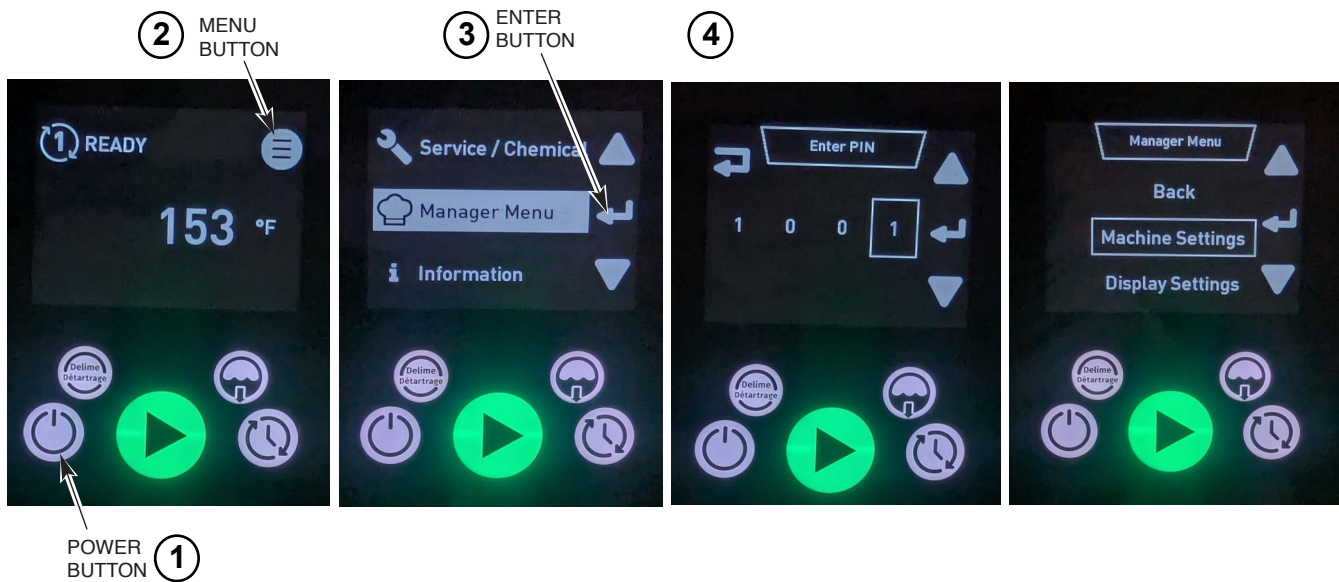 2 MENU
BUTTON
3 ENTER
BUTTON
4
1 READY
153 °F
Delime
Détartrage
Service / Chemical
Manager Menu
i Information
Delime
Détartrage
Enter PIN
1 0 0 1
Delime
Détartrage
Manager Menu
Back
Machine Settings
Display Settings
Delime
Détartrage
POWER
BUTTON 1